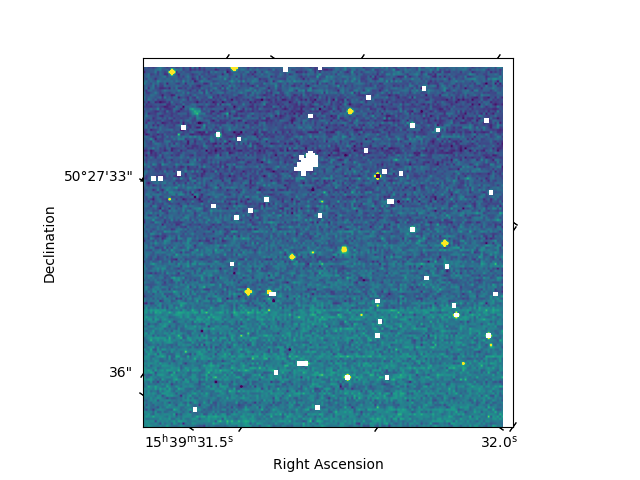 50°27'33"
Declination
36"
15ʰ39ᵐ31.5ˢ
32.0ˢ
Right Ascension